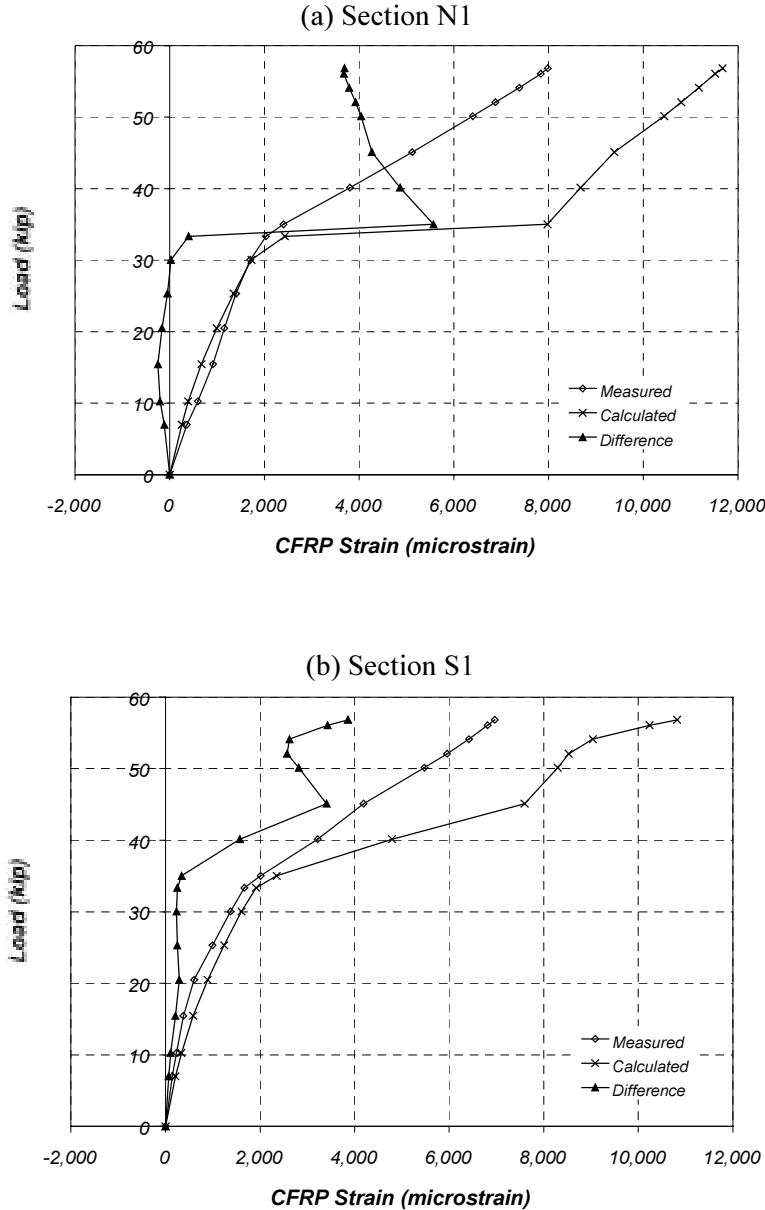 (a) Section N1
60
50
40
30
20
10
0
Load (kip)
Measured
Calculated
Difference
-2,000 0 2,000 4,000 6,000 8,000 10,000 12,000
CFRP Strain (microstrain)
(b) Section S1
60
50
40
30
20
10
0
Load (kip)
Measured
Calculated
Difference
-2,000 0 2,000 4,000 6,000 8,000 10,000 12,000
CFRP Strain (microstrain)